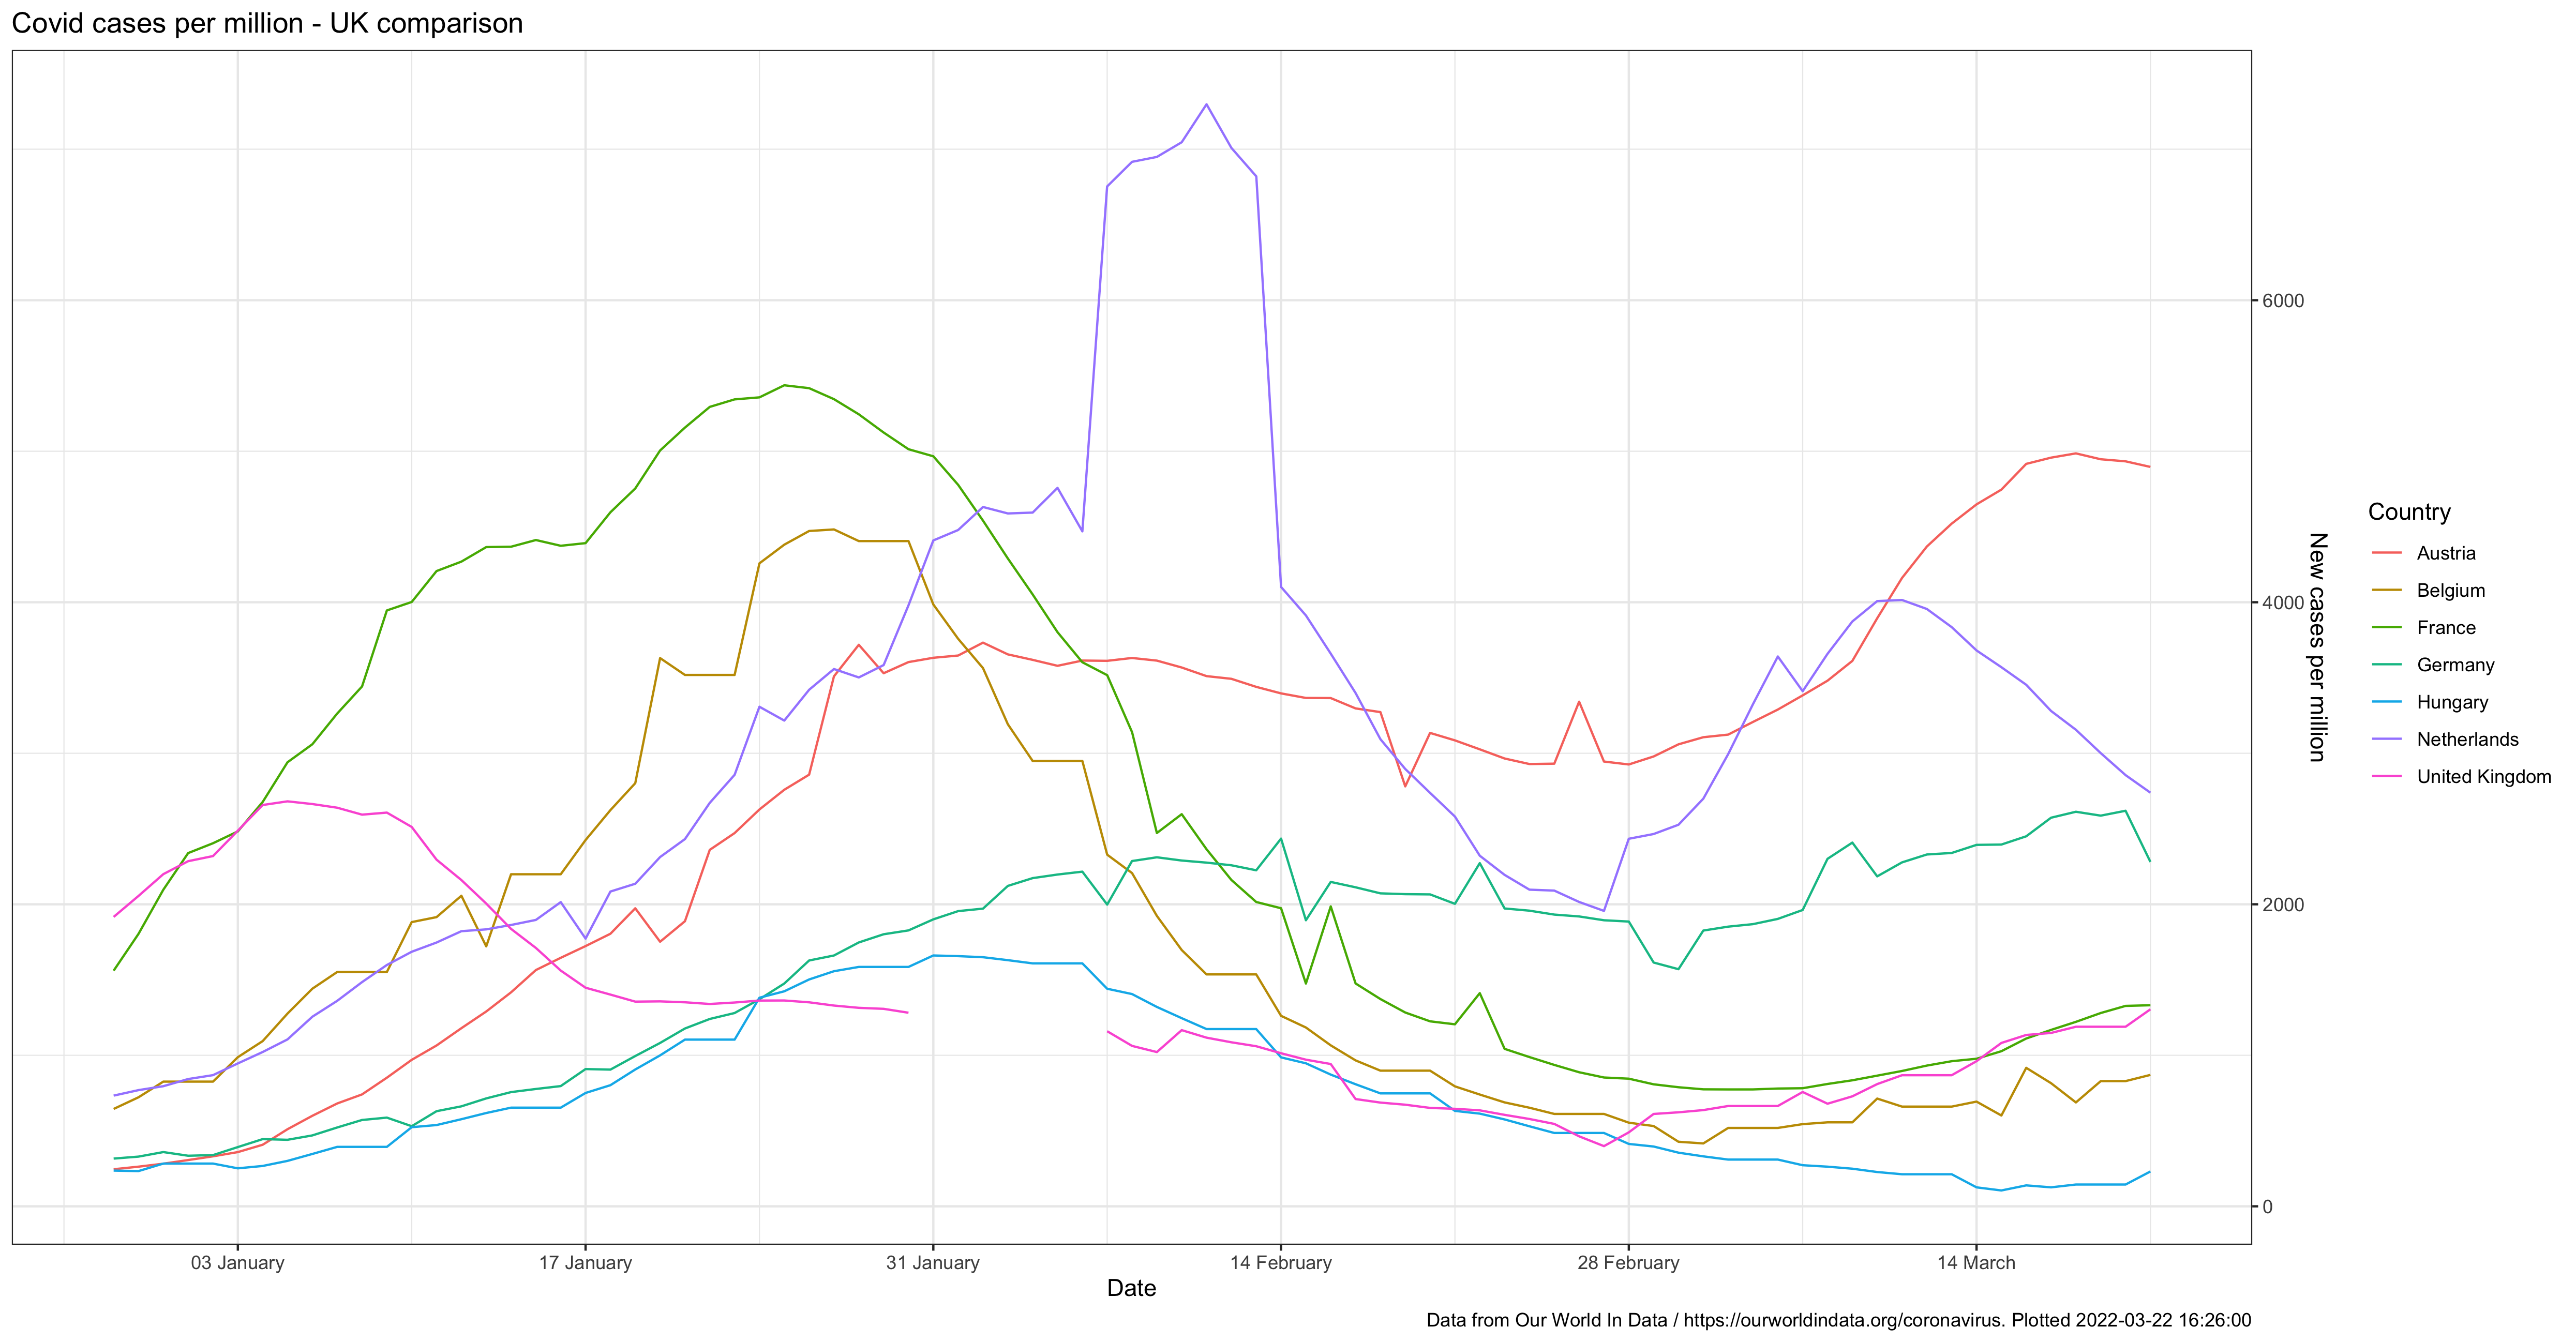 Covid cases per million - UK comparison
6000
4000
2000
0
New cases per million
03 January
17 January
31 January
14 February
28 February
14 March
Date
Country
Austria
Belgium
France
Germany
Hungary
Netherlands
United Kingdom
Data from Our World In Data / https://ourworldindata.org/coronavirus. Plotted 2022-03-22 16:26:00